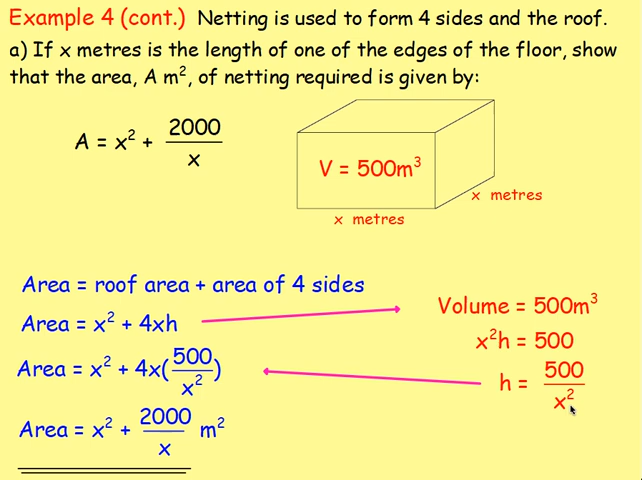 Example 4 (cont.) Netting is used to form 4 sides and the roof.
a) If x metres is the length of one of the edges of the floor, show
that the area, A m², of netting required is given by:
A = x² + 2000/x
V = 500m³
x metres
x metres
Area = roof area + area of 4 sides
Area = x² + 4xh
Area = x² + 4x(500/x²)
Area = x² + 2000/x m²
Volume = 500m³
x²h = 500
h = 500/x²